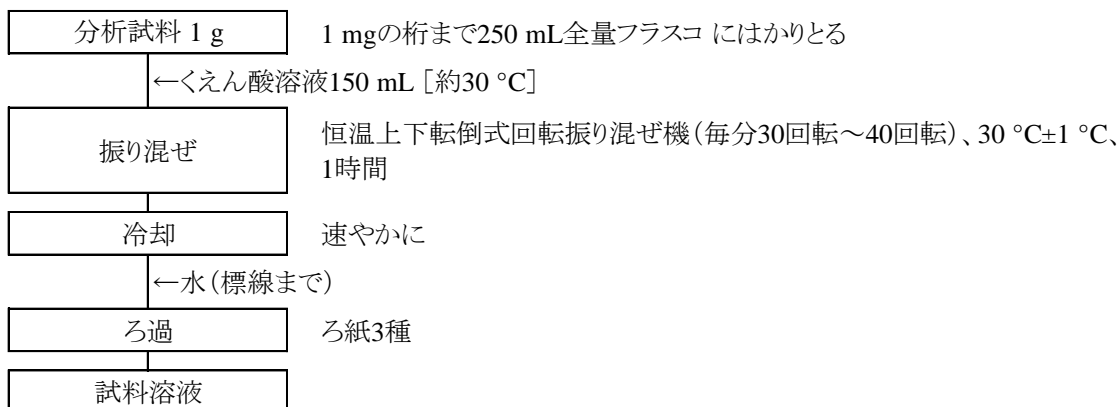 分析試料 1 g
1 mgの桁まで250 mL全量フラスコ にはかりとる
←くえん酸溶液150 mL [約30 °C]
振り混ぜ
恒温上下転倒式回転振り混ぜ機(毎分30回転~40回転)、30 °C±1 °C、
1時間
冷却
速やかに
←水(標線まで)
ろ過
ろ紙3種
試料溶液